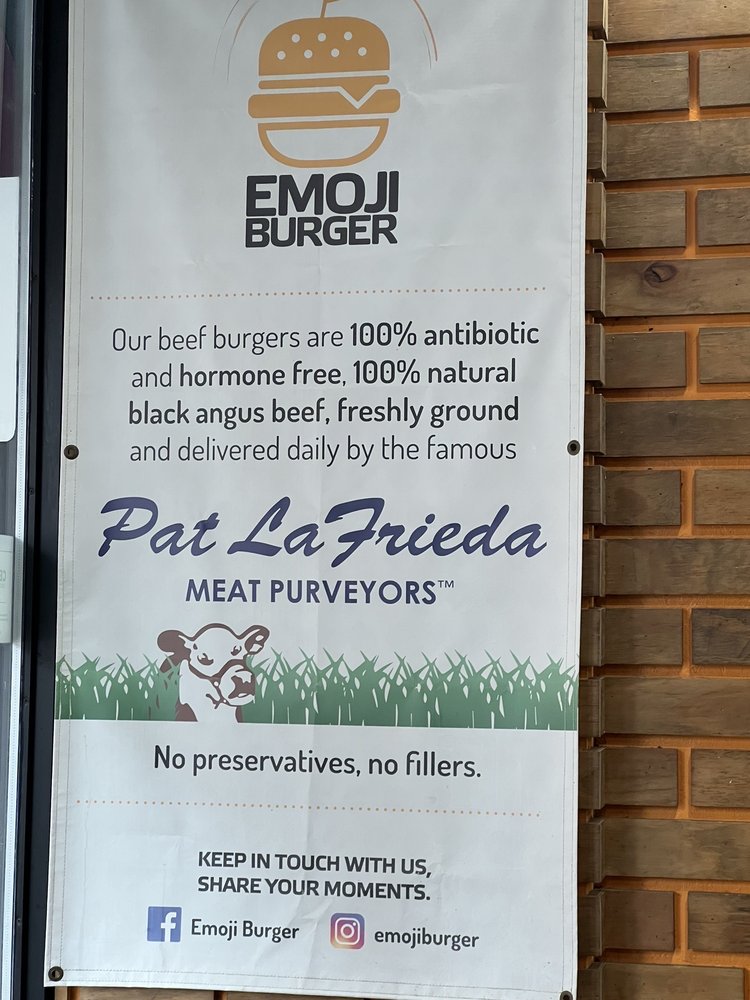 EMOJI
BURGER
Our beef burgers are 100% antibiotic
and hormone free, 100% natural
black angus beef, freshly ground
and delivered daily by the famous
Pat LaFrieda
MEAT PURVEYORS™
No preservatives, no fillers.
KEEP IN TOUCH WITH US,
SHARE YOUR MOMENTS.
Emoji Burger
emojiburger